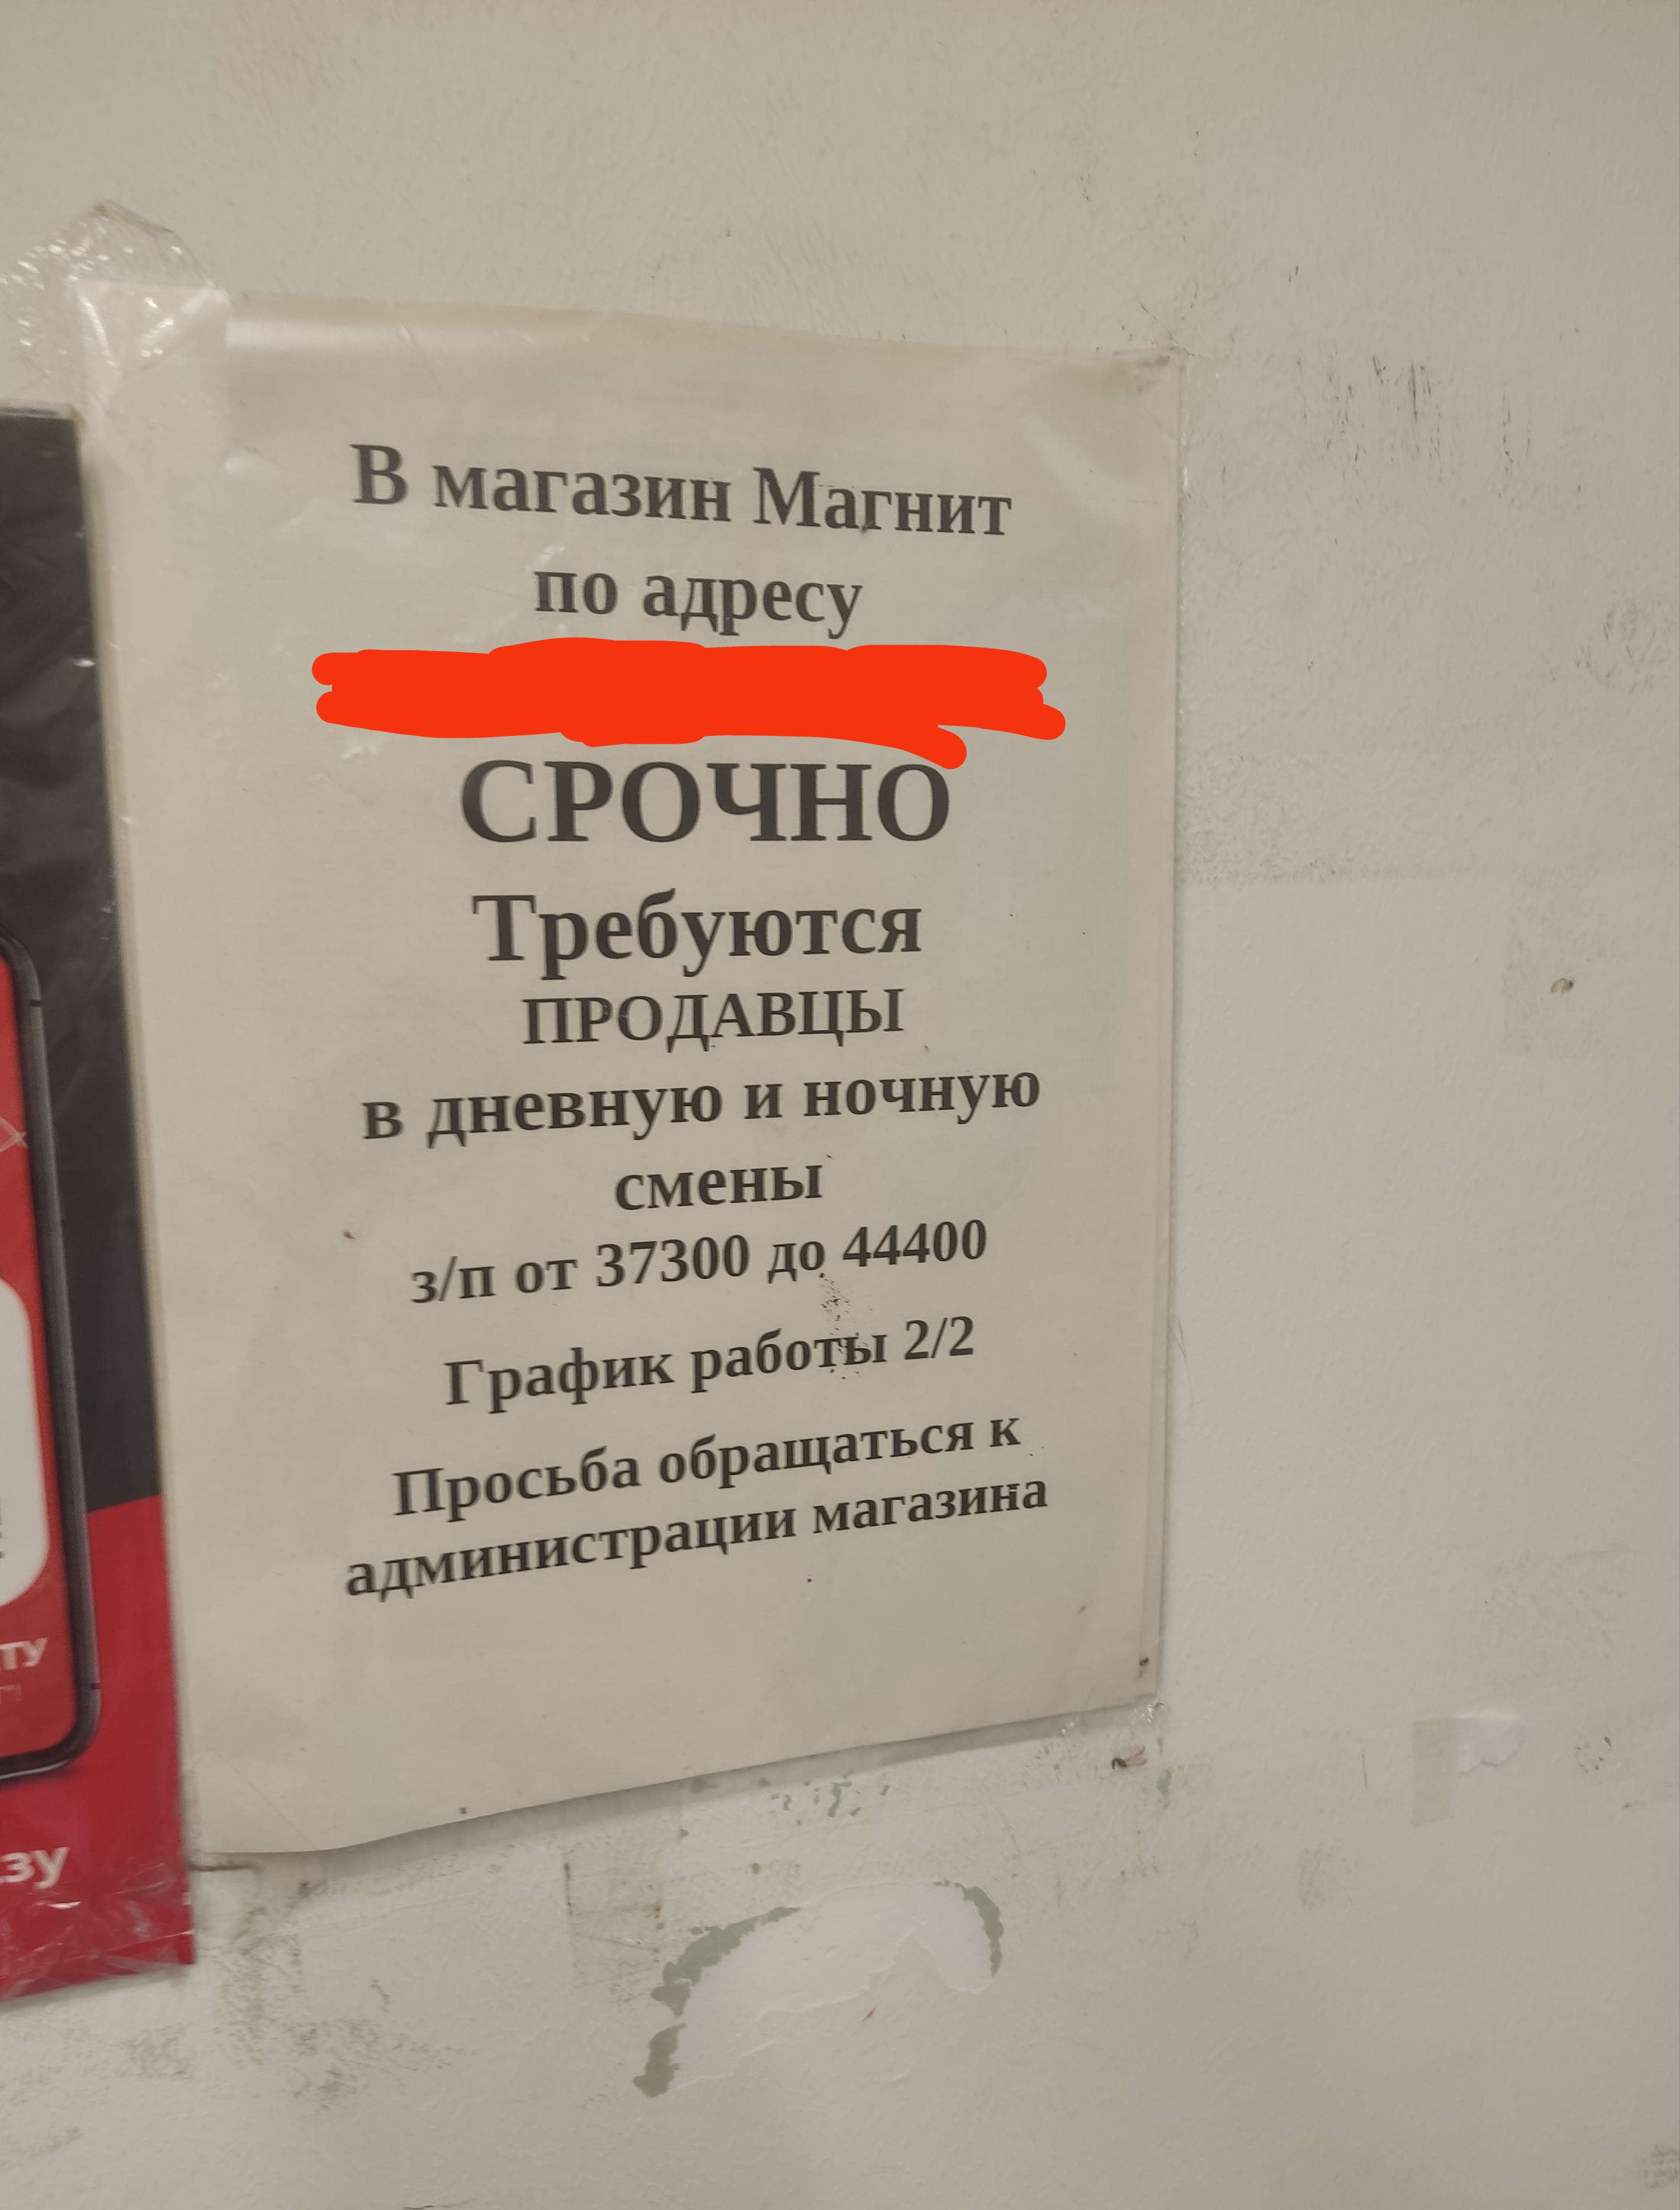 В магазин Магнит
по адресу
СРОЧНО
Требуются
ПРОДАВЦЫ
в дневную и ночную
смены
з/п от 37300 до 44400
График работы 2/2
Просьба обращаться к
администрации магазина